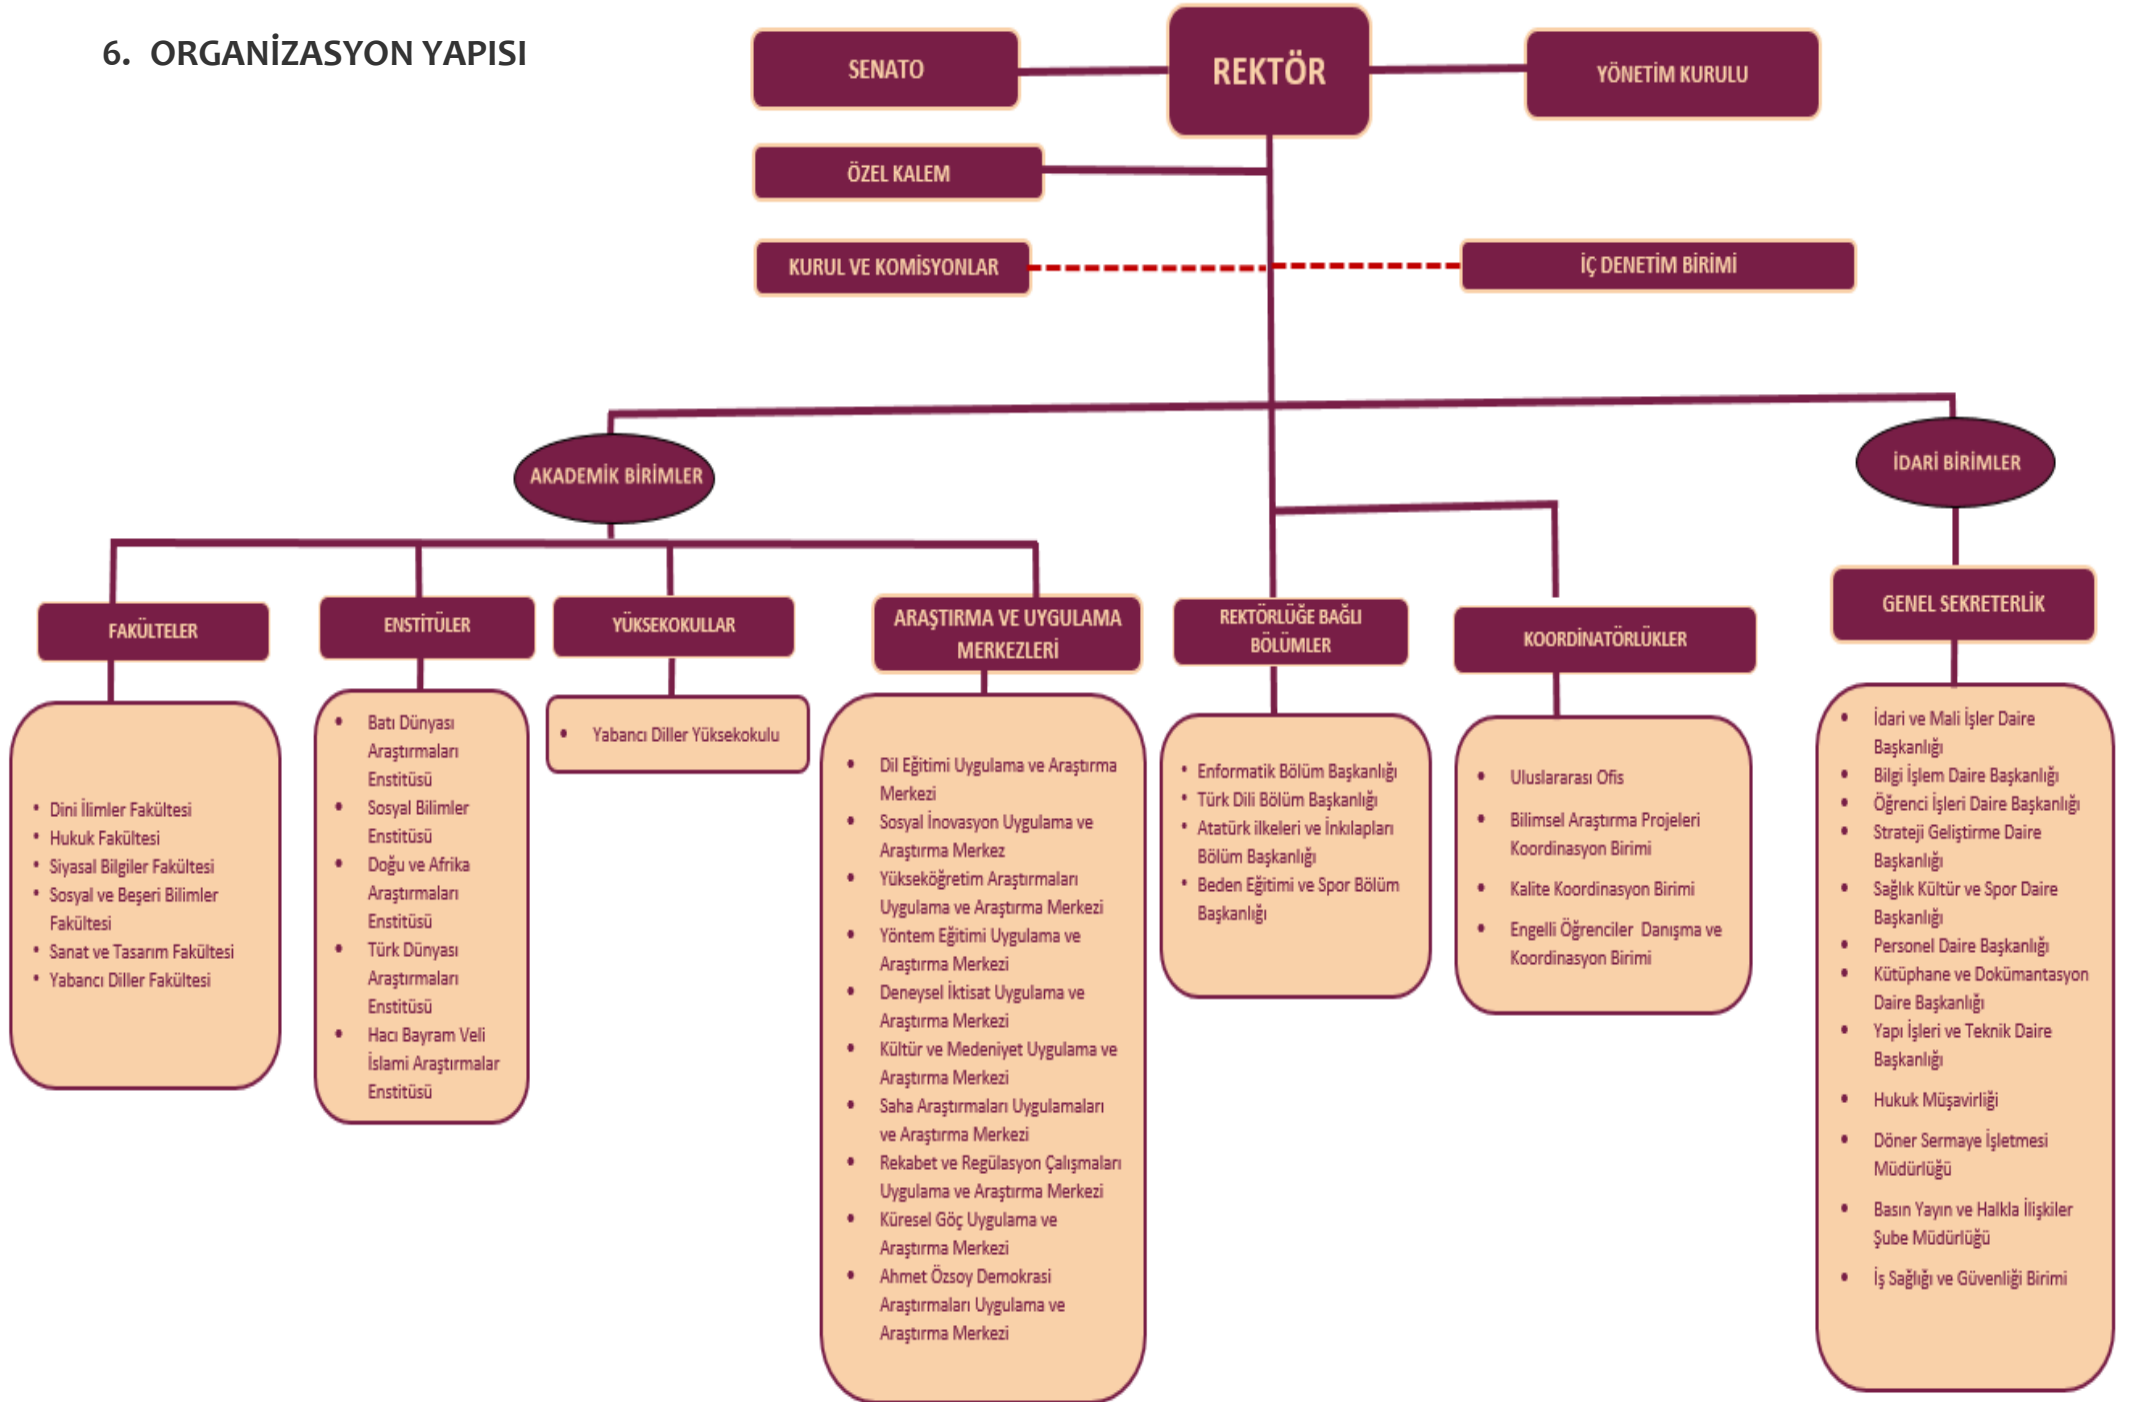 6. ORGANİZASYON YAPISI
SENATO
REKTÖR
YÖNETİM KURULU
ÖZEL KALEM
KURUL VE KOMİSYONLAR
İÇ DENETİM BİRİMİ
AKADEMİK BİRİMLER
İDARİ BİRİMLER
FAKÜLTELER
• Dini İlimler Fakültesi
• Hukuk Fakültesi
• Siyasal Bilgiler Fakültesi
• Sosyal ve Beşeri Bilimler
Fakültesi
• Sanat ve Tasarım Fakültesi
• Yabancı Diller Fakültesi
ENSTİTÜLER
• Batı Dünyası
Araştırmaları
Enstitüsü
• Sosyal Bilimler
Enstitüsü
• Doğu ve Afrika
Araştırmaları
Enstitüsü
• Türk Dünyası
Araştırmaları
Enstitüsü
• Hacı Bayram Veli
İslami Araştırmalar
Enstitüsü
YÜKSEKOKULLAR
• Yabancı Diller Yüksekokulu
ARAŞTIRMA VE UYGULAMA
MERKEZLERİ
• Dil Eğitimi Uygulama ve Araştırma
Merkezi
• Sosyal İnovasyon Uygulama ve
Araştırma Merkez
• Yükseköğretim Araştırmaları
Uygulama ve Araştırma Merkezi
• Yöntem Eğitimi Uygulama ve
Araştırma Merkezi
• Deneysel İktisat Uygulama ve
Araştırma Merkezi
• Kültür ve Medeniyet Uygulama ve
Araştırma Merkezi
• Saha Araştırmaları Uygulamaları
ve Araştırma Merkezi
• Rekabet ve Regülasyon Çalışmaları
Uygulama ve Araştırma Merkezi
• Küresel Göç Uygulama ve
Araştırma Merkezi
• Ahmet Özsoy Demokrasi
Araştırmaları Uygulama ve
Araştırma Merkezi
REKTÖRLÜĞE BAĞLI
BÖLÜMLER
• Enformatik Bölüm Başkanlığı
• Türk Dili Bölüm Başkanlığı
• Atatürk ilkeleri ve İnkılapları
Bölüm Başkanlığı
• Beden Eğitimi ve Spor Bölüm
Başkanlığı
KOORDİNATÖRLÜKLER
• Uluslararası Ofis
• Bilimsel Araştırma Projeleri
Koordinasyon Birimi
• Kalite Koordinasyon Birimi
• Engelli Öğrenciler Danışma ve
Koordinasyon Birimi
GENEL SEKRETERLİK
• İdari ve Mali İşler Daire
Başkanlığı
• Bilgi İşlem Daire Başkanlığı
• Öğrenci İşleri Daire Başkanlığı
• Strateji Geliştirme Daire
Başkanlığı
• Sağlık Kültür ve Spor Daire
Başkanlığı
• Personel Daire Başkanlığı
• Kütüphane ve Dokümantasyon
Daire Başkanlığı
• Yapı İşleri ve Teknik Daire
Başkanlığı
• Hukuk Müşavirliği
• Döner Sermaye İşletmesi
Müdürlüğü
• Basın Yayın ve Halkla İlişkiler
Şube Müdürlüğü
• İş Sağlığı ve Güvenliği Birimi